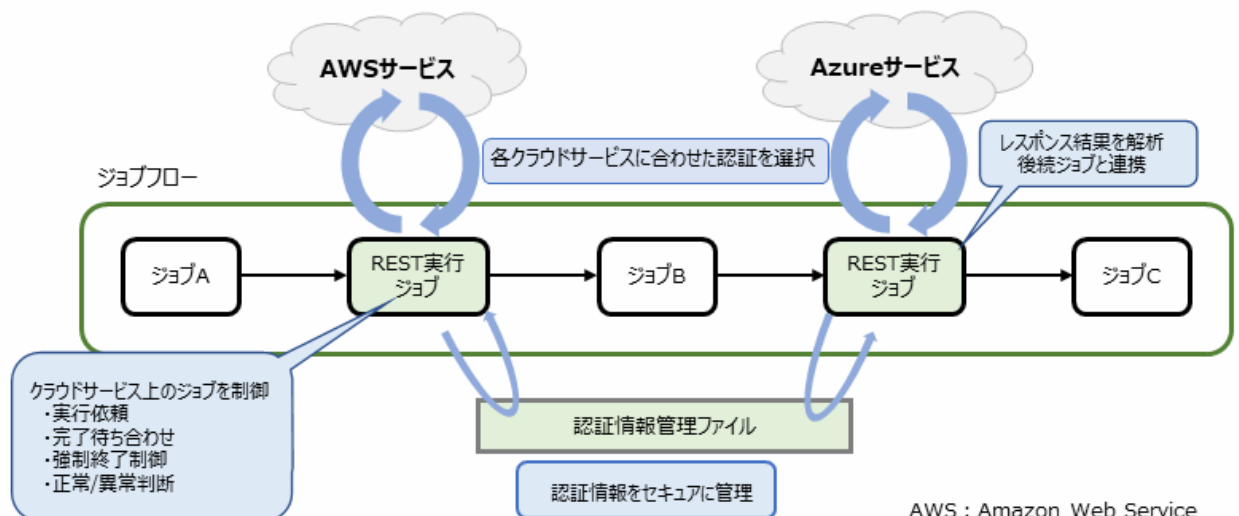 AWSサービス
Azureサービス
各クラウドサービスに合わせた認証を選択
レスポンス結果を解析
後続ジョブと連携
ジョブフロー
ジョブA
REST実行
ジョブ
ジョブB
REST実行
ジョブ
ジョブC
クラウドサービス上のジョブを制御
・実行依頼
・完了待ち合わせ
・強制終了制御
・正常/異常判断
認証情報管理ファイル
認証情報をセキュアに管理
AWS : Amazon Web Service